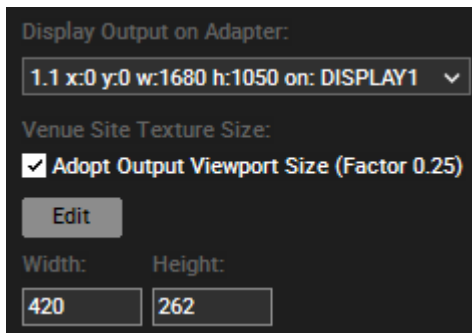 Display Output on Adapter:
1.1 x:0 y:0 w:1680 h:1050 on: DISPLAY1
Venue Site Texture Size:
Adopt Output Viewport Size (Factor 0.25)
Edit
Width: Height:
420 262